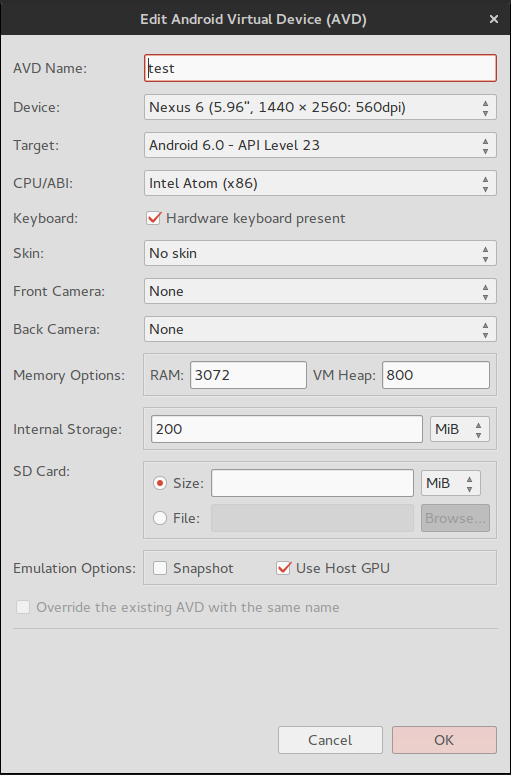 Edit Android Virtual Device (AVD) ×
AVD Name: test
Device: Nexus 6 (5.96", 1440 × 2560: 560dpi)
Target: Android 6.0 - API Level 23
CPU/ABI: Intel Atom (x86)
Keyboard: Hardware keyboard present
Skin: No skin
Front Camera: None
Back Camera: None
Memory Options: RAM: 3072 VM Heap: 800
Internal Storage: 200 MiB
SD Card:
Size: MiB
File: Browse...
Emulation Options: Snapshot Use Host GPU
Override the existing AVD with the same name
Cancel OK